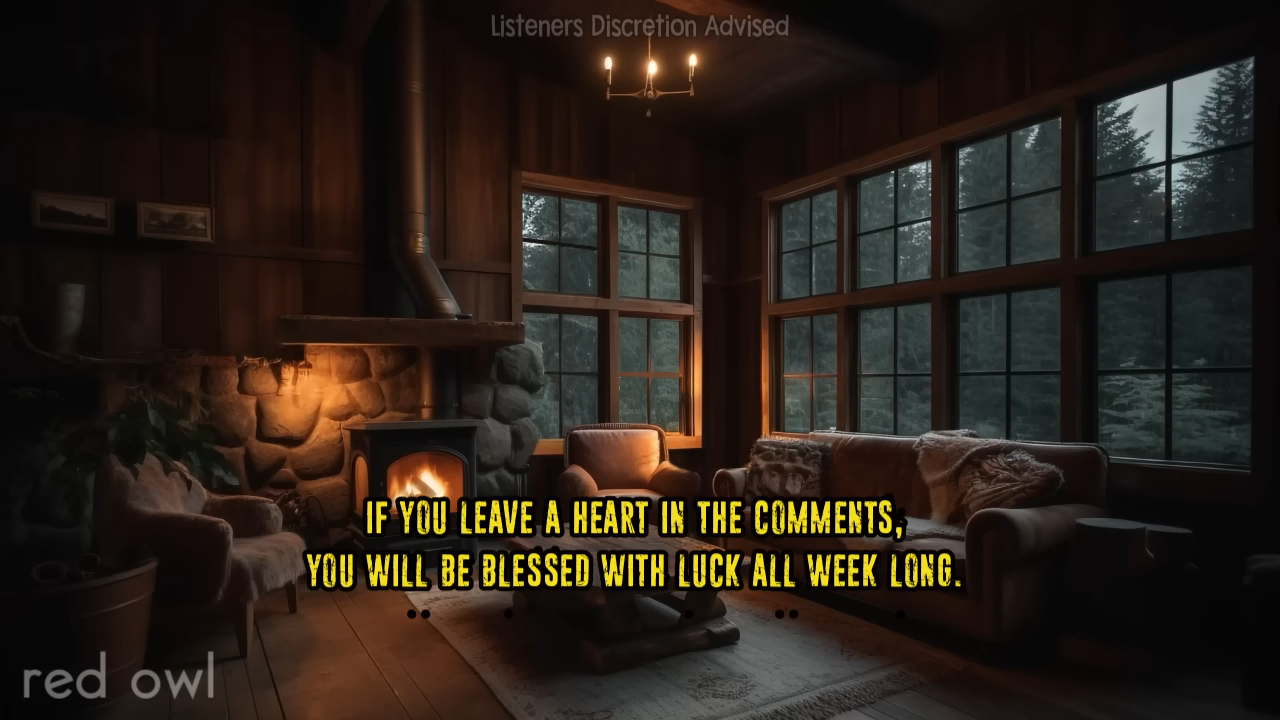 Listeners Discretion Advised
IF YOU LEAVE A HEART IN THE COMMENTS,
YOU WILL BE BLESSED WITH LUCK ALL WEEK LONG.
red owl